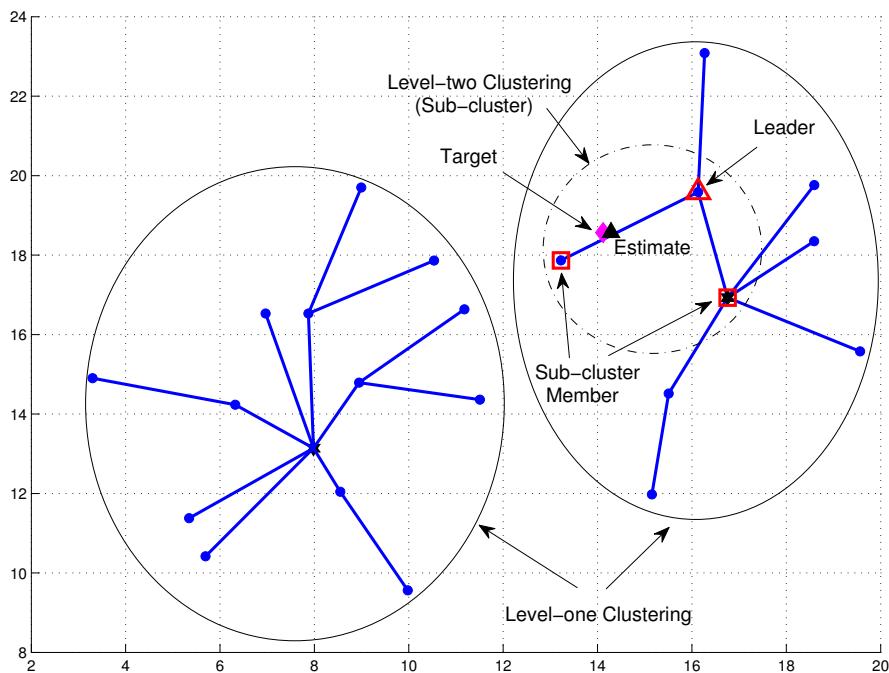 24
22
20
18
16
14
12
10
8
2
4
6
8
10
12
14
16
18
20
Level−two Clustering
(Sub−cluster)
Target
Leader
Estimate
Sub−cluster
Member
Level−one Clustering